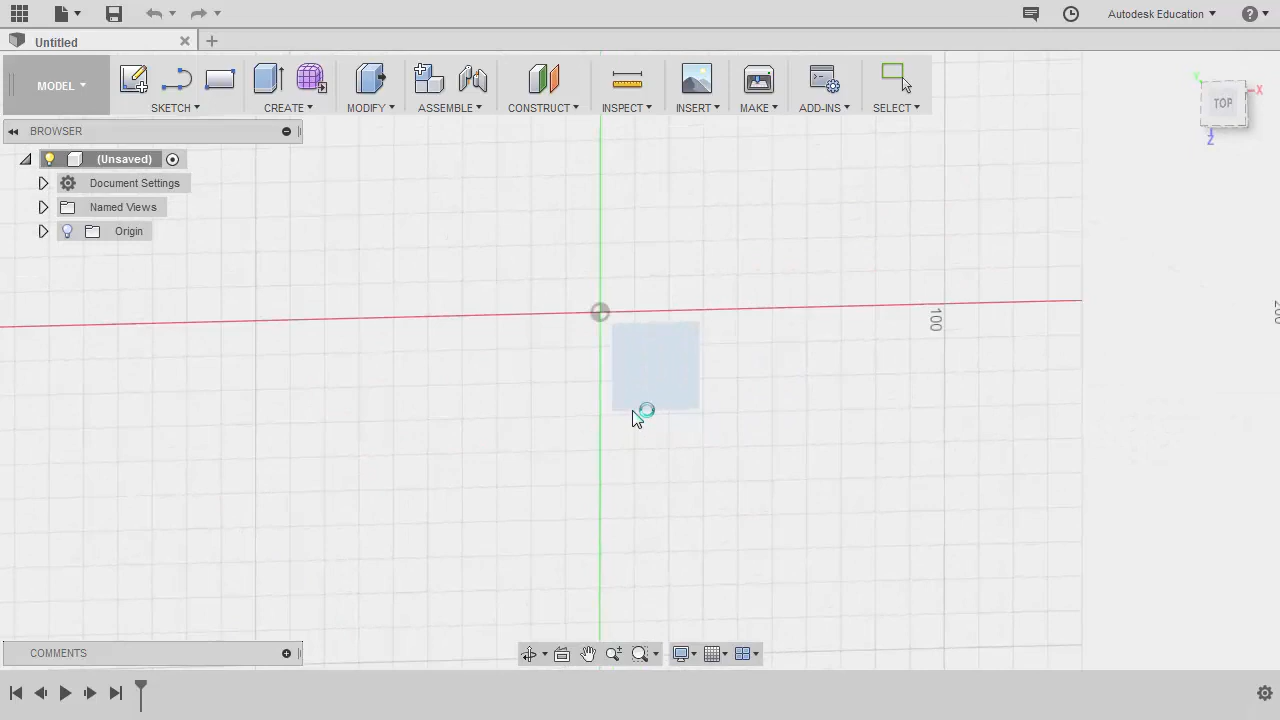 Autodesk Education
Untitled
MODEL
SKETCH
CREATE
MODIFY
ASSEMBLE
CONSTRUCT
INSPECT
INSERT
MAKE
ADD-INS
SELECT
TOP
X
Y
Z
BROWSER
(Unsaved)
Document Settings
Named Views
Origin
100
COMMENTS